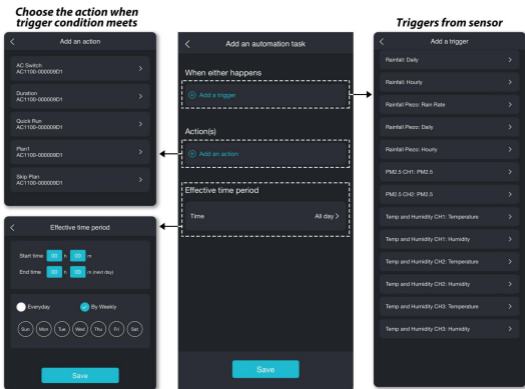 Choose the action when
trigger condition meets
Add an action
AC Switch
AC1100-000009D1
Duration
AC1100-000009D1
Quick Run
AC1100-000009D1
Plan1
AC1100-000009D1
Skip Plan
AC1100-000009D1
Effective time period
Start time 00 h 00 m
End time 00 h 00 m (next day)
Everyday By Weekly
Sun Mon Tue Wed Thu Fri Sat
Save
Add an automation task
When either happens
Add a trigger
Action(s)
Add an action
Effective time period
Time All day >
Save
Triggers from sensor
Add a trigger
Rainfall: Daily
Rainfall: Hourly
Rainfall Piezo: Rain Rate
Rainfall Piezo: Daily
Rainfall Piezo: Hourly
PM2.5 CH1: PM2.5
PM2.5 CH2: PM2.5
Temp and Humidity CH1: Temperature
Temp and Humidity CH1: Humidity
Temp and Humidity CH2: Temperature
Temp and Humidity CH2: Humidity
Temp and Humidity CH3: Temperature
Temp and Humidity CH3: Humidity